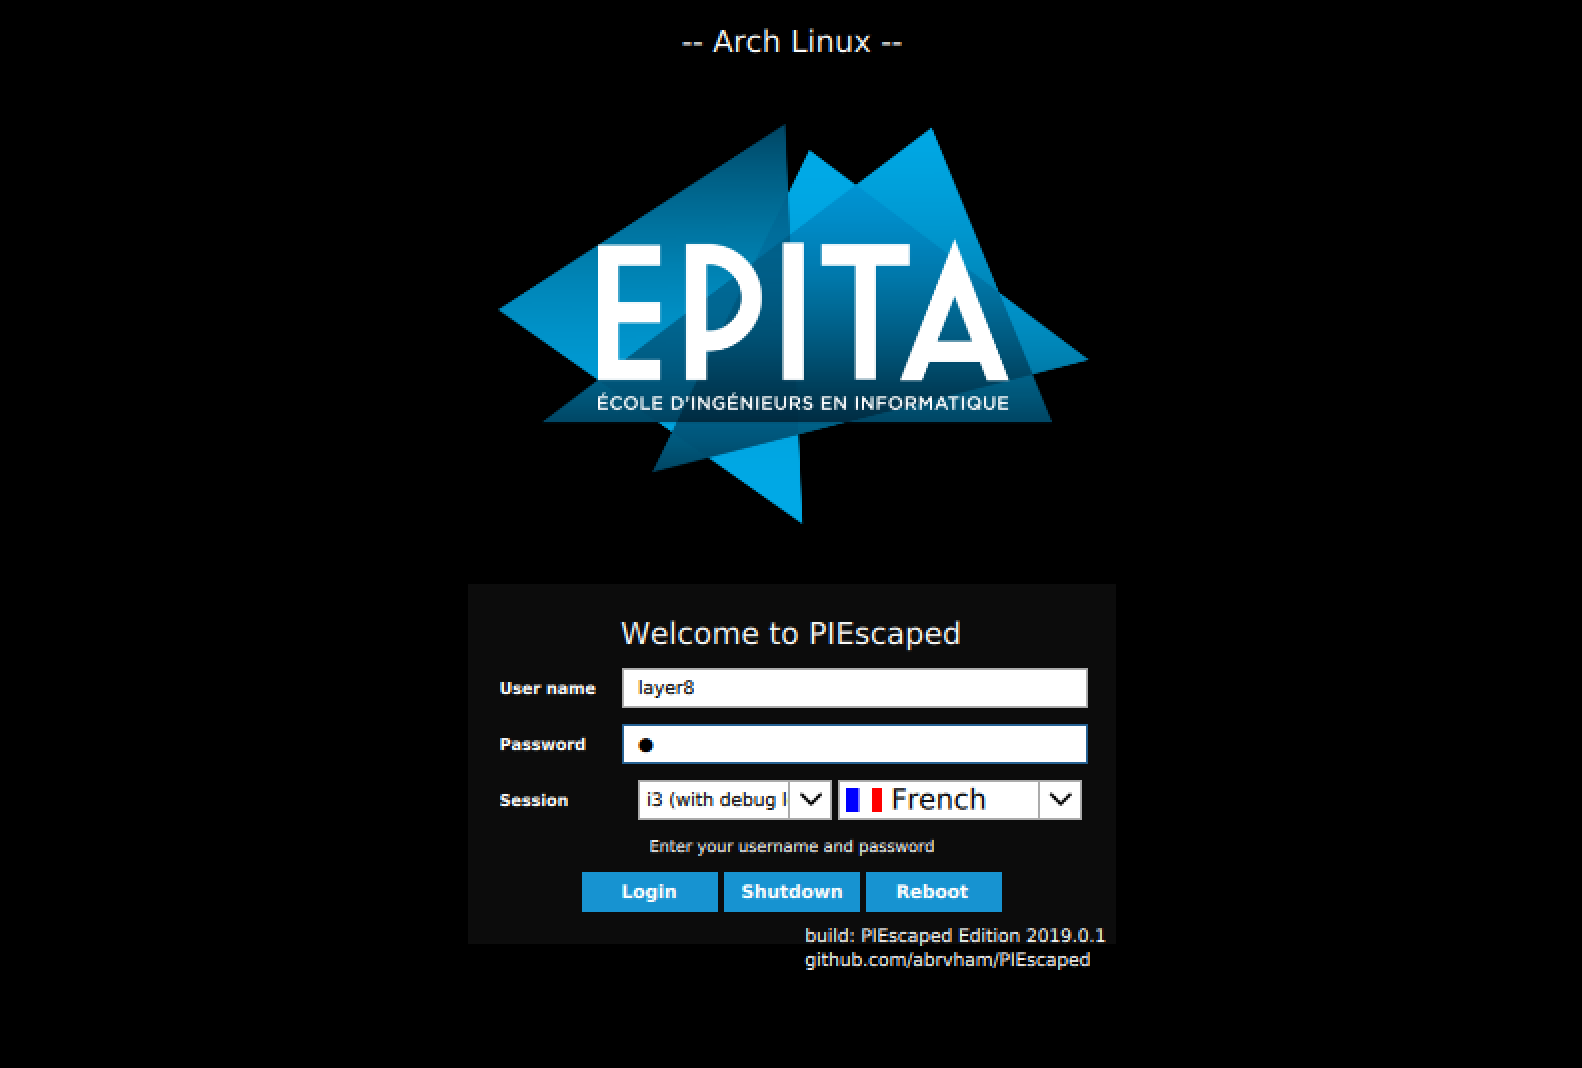 -- Arch Linux --
EPITA
ÉCOLE D'INGÉNIEURS EN INFORMATIQUE
Welcome to PIEscaped
User name layer8
Password ●
Session i3 (with debug l French
Enter your username and password
Login Shutdown Reboot
build: PIEscaped Edition 2019.0.1
github.com/abrvham/PIEscaped